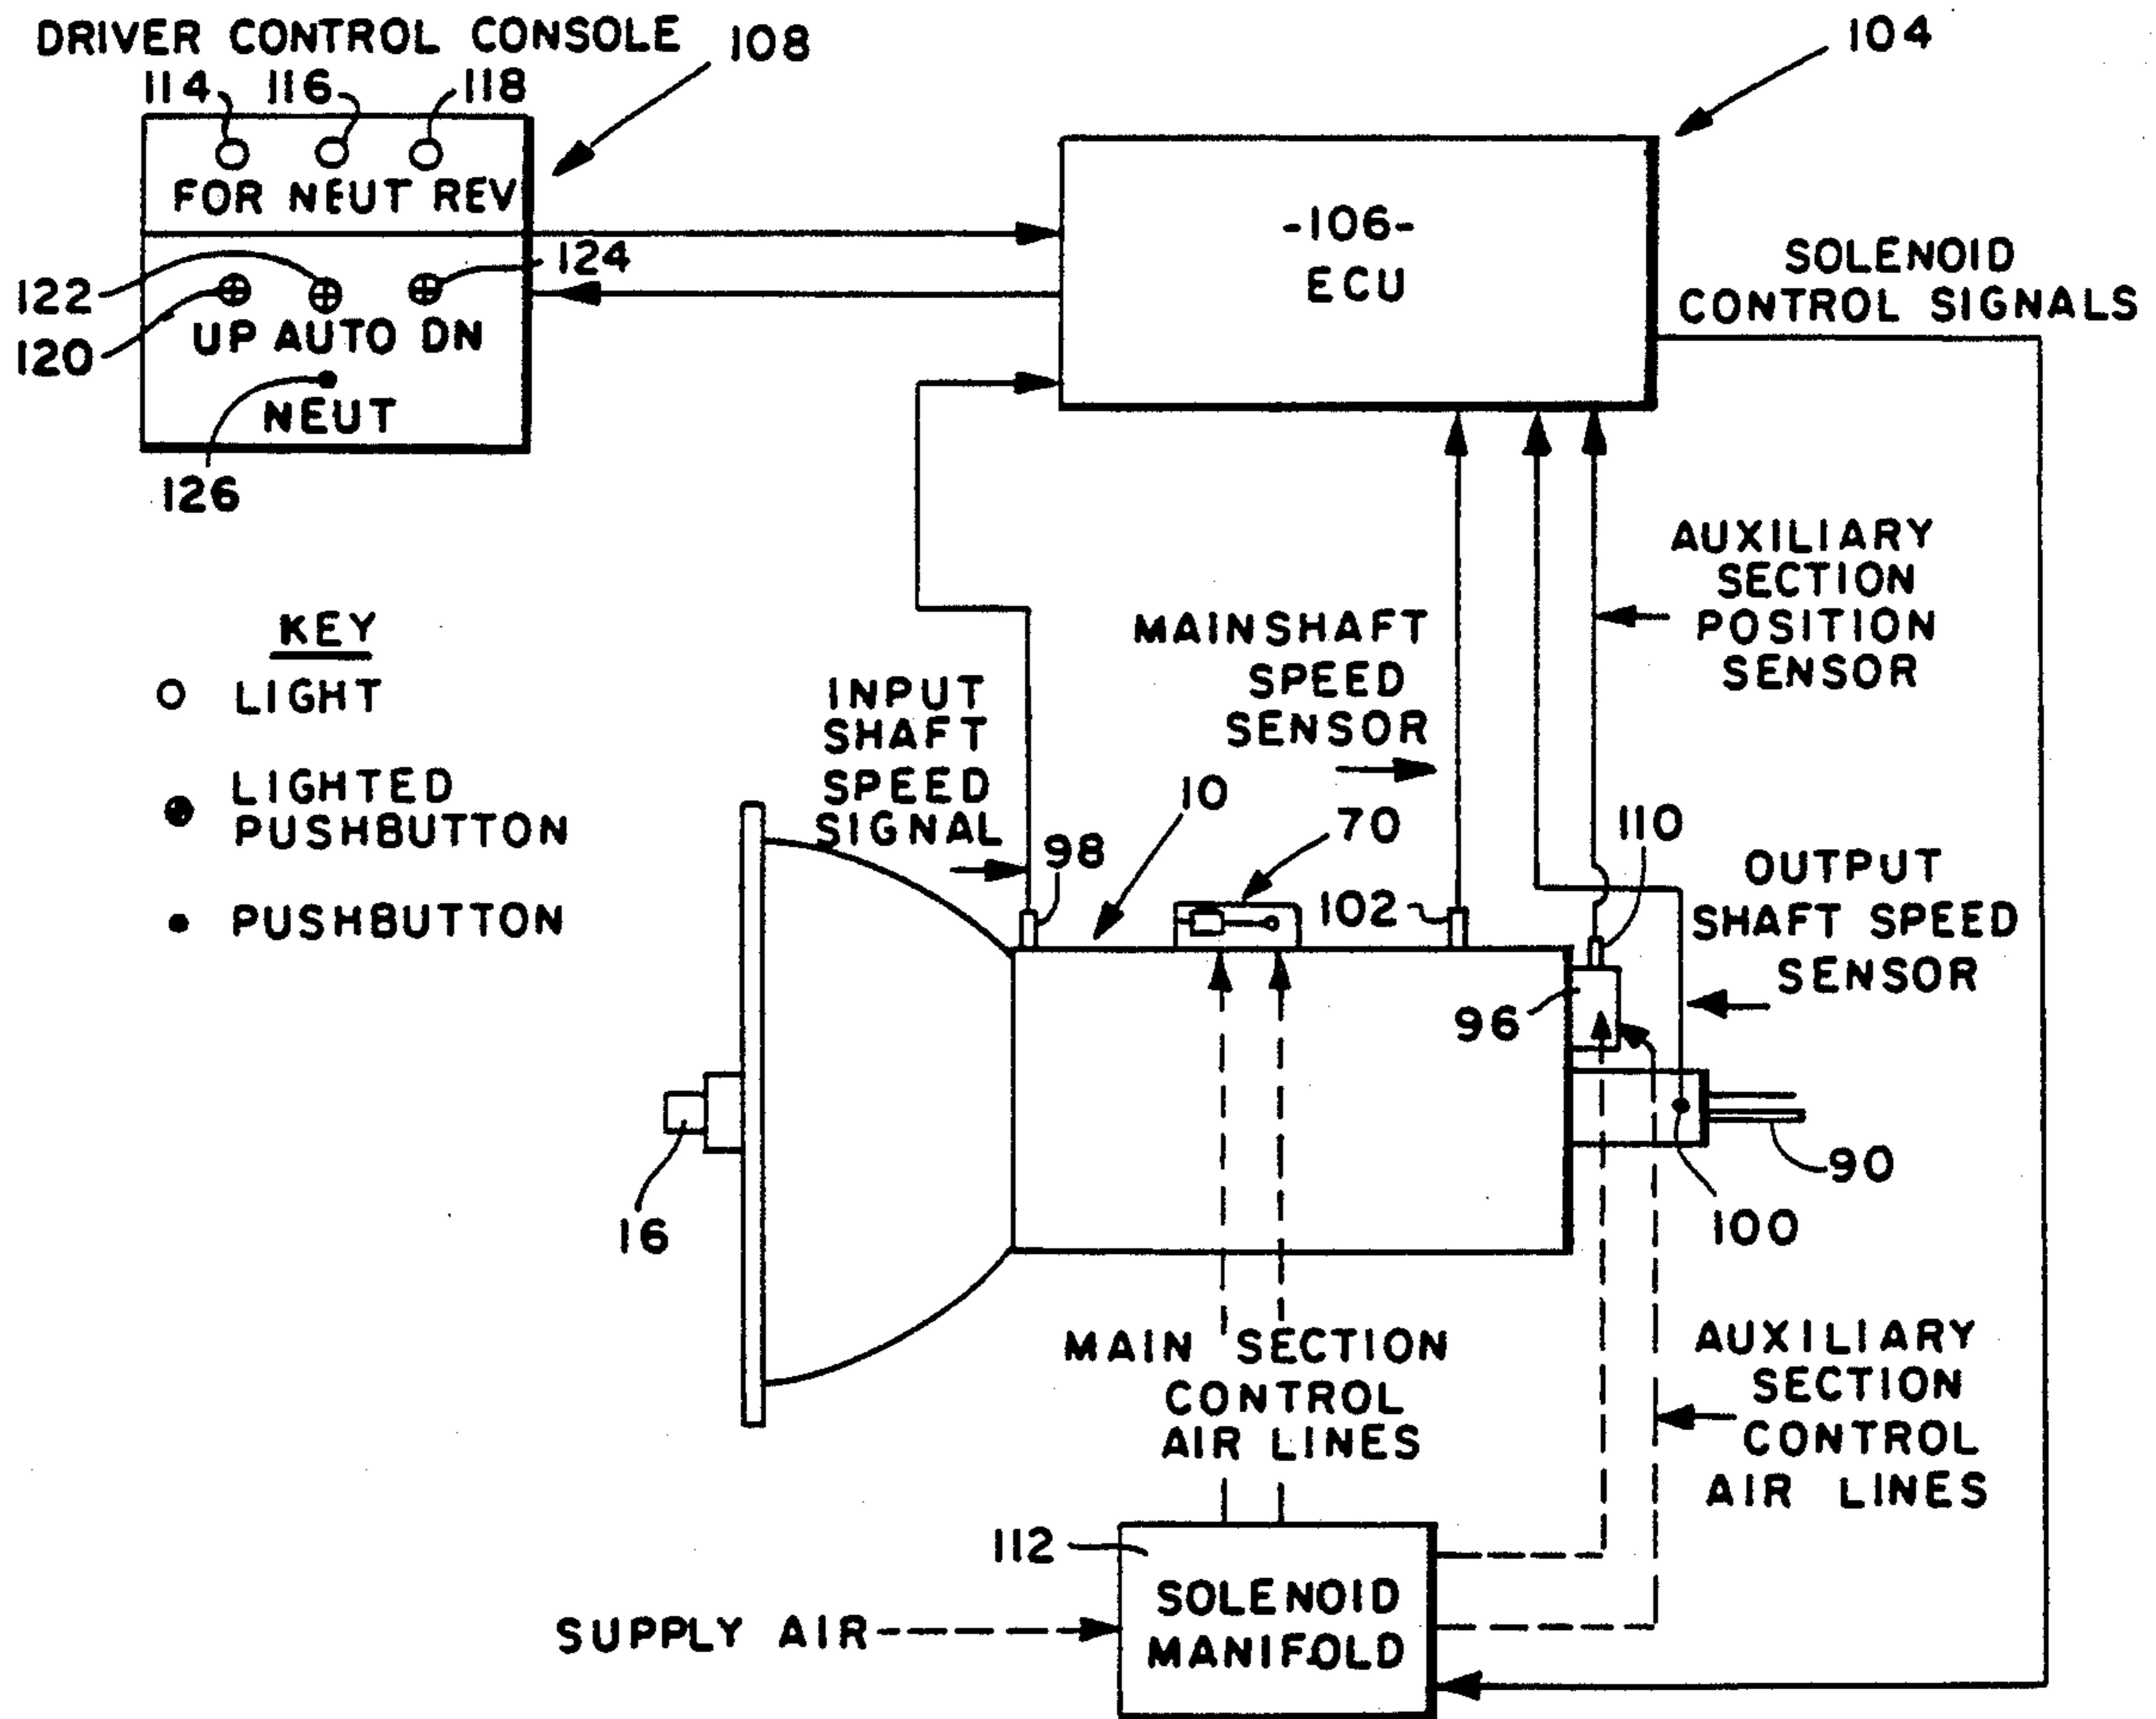 DRIVER CONTROL CONSOLE
108
104
114 116 118
FOR NEUT REV
122
120
124
UP AUTO DN
NEUT
126
-106-
ECU
SOLENOID
CONTROL SIGNALS
KEY
LIGHT
LIGHTED
PUSHBUTTON
PUSHBUTTON
INPUT
SHAFT
SPEED
SIGNAL
98
10
70
MAINSHAFT
SPEED
SENSOR
102
AUXILIARY
SECTION
POSITION
SENSOR
110
OUTPUT
SHAFT SPEED
SENSOR
96
16
90
100
MAIN SECTION
CONTROL
AIR LINES
AUXILIARY
SECTION
CONTROL
AIR LINES
112
SOLENOID
MANIFOLD
SUPPLY AIR